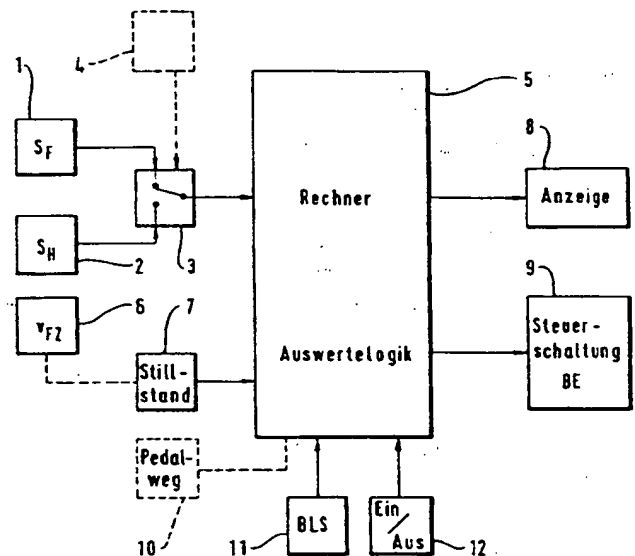 4
1
5
S_F
8
Rechner
Anzeige
S_H
2
3
9
6
7
v_FZ
Steuer-
schaltung
BE
Still-
stand
Auswertelogik
Pedal-
weg
10
11
BLS
Ein
/
Aus
12